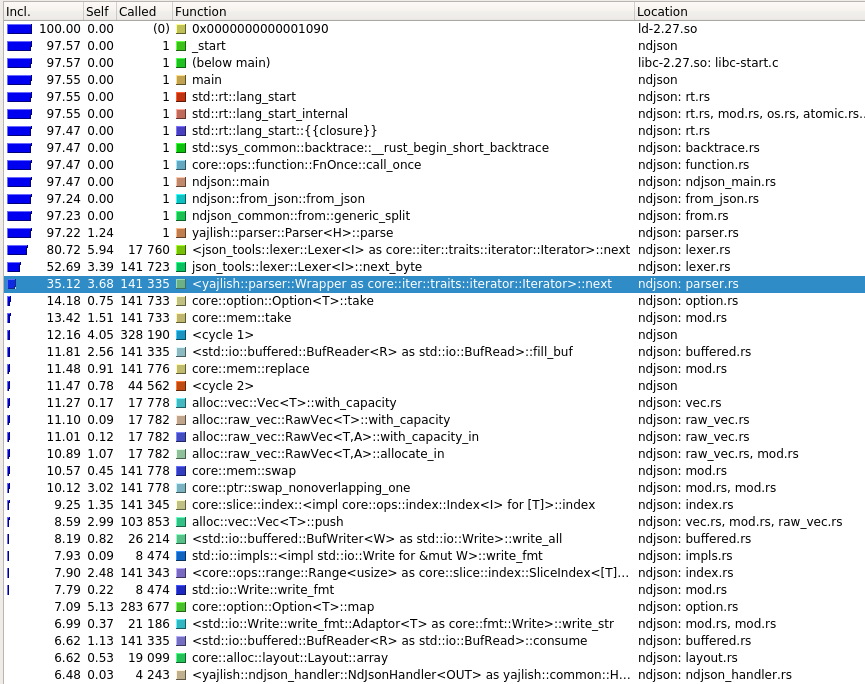 Incl. Self Called Function Location
100.00 0.00 (0) 0x0000000000001090 ld-2.27.so
97.57 0.00 1 _start ndjson
97.57 0.00 1 (below main) libc-2.27.so: libc-start.c
97.55 0.00 1 main ndjson
97.55 0.00 1 std::rt::lang_start ndjson: rt.rs
97.55 0.00 1 std::rt::lang_start_internal ndjson: rt.rs, mod.rs, os.rs, atomic.rs...
97.47 0.00 1 std::rt::lang_start::{{closure}} ndjson: rt.rs
97.47 0.00 1 std::sys_common::backtrace::__rust_begin_short_backtrace ndjson: backtrace.rs
97.47 0.00 1 core::ops::function::FnOnce::call_once ndjson: function.rs
97.47 0.00 1 ndjson::main ndjson: ndjson_main.rs
97.24 0.00 1 ndjson::from_json::from_json ndjson: from_json.rs
97.23 0.00 1 ndjson_common::from::generic_split ndjson: from.rs
97.22 1.24 1 yajlish::parser::Parser<H>::parse ndjson: parser.rs
80.72 5.94 17 760 <json_tools::lexer::Lexer<I> as core::iter::traits::iterator::Iterator>::next ndjson: lexer.rs
52.69 3.39 141 723 json_tools::lexer::Lexer<I>::next_byte ndjson: lexer.rs
35.12 3.68 141 335 <yajlish::parser::Wrapper as core::iter::traits::iterator::Iterator>::next ndjson: parser.rs
14.18 0.75 141 733 core::option::Option<T>::take ndjson: option.rs
13.42 1.51 141 733 core::mem::take ndjson: mod.rs
12.16 4.05 328 190 <cycle 1> ndjson
11.81 2.56 141 335 <std::io::buffered::BufReader<R> as std::io::BufRead>::fill_buf ndjson: buffered.rs
11.48 0.91 141 776 core::mem::replace ndjson: mod.rs
11.47 0.78 44 562 <cycle 2> ndjson
11.27 0.17 17 778 alloc::vec::Vec<T>::with_capacity ndjson: vec.rs
11.10 0.09 17 782 alloc::raw_vec::RawVec<T>::with_capacity ndjson: raw_vec.rs
11.01 0.12 17 782 alloc::raw_vec::RawVec<T,A>::with_capacity_in ndjson: raw_vec.rs
10.89 1.07 17 782 alloc::raw_vec::RawVec<T,A>::allocate_in ndjson: raw_vec.rs, mod.rs
10.57 0.45 141 778 core::mem::swap ndjson: mod.rs
10.12 3.02 141 778 core::ptr::swap_nonoverlapping_one ndjson: mod.rs, mod.rs
9.25 1.35 141 345 core::slice::index::<impl core::ops::index::Index<I> for [T]>::index ndjson: index.rs
8.59 2.99 103 853 alloc::vec::Vec<T>::push ndjson: vec.rs, mod.rs, raw_vec.rs
8.19 0.82 26 214 <std::io::buffered::BufWriter<W> as std::io::Write>::write_all ndjson: buffered.rs
7.93 0.09 8 474 std::io::impls::<impl std::io::Write for &mut W>::write_fmt ndjson: impls.rs
7.90 2.48 141 343 <core::ops::range::Range<usize> as core::slice::index::SliceIndex<[T]... ndjson: index.rs
7.79 0.22 8 474 std::io::Write::write_fmt ndjson: mod.rs
7.09 5.13 283 677 core::option::Option<T>::map ndjson: option.rs
6.99 0.37 21 186 <std::io::Write::write_fmt::Adaptor<T> as core::fmt::Write>::write_str ndjson: mod.rs, mod.rs
6.62 1.13 141 335 <std::io::buffered::BufReader<R> as std::io::BufRead>::consume ndjson: buffered.rs
6.62 0.53 19 099 core::alloc::layout::Layout::array ndjson: layout.rs
6.48 0.03 4 243 <yajlish::ndjson_handler::NdJsonHandler<OUT> as yajlish::common::H... ndjson: ndjson_handler.rs